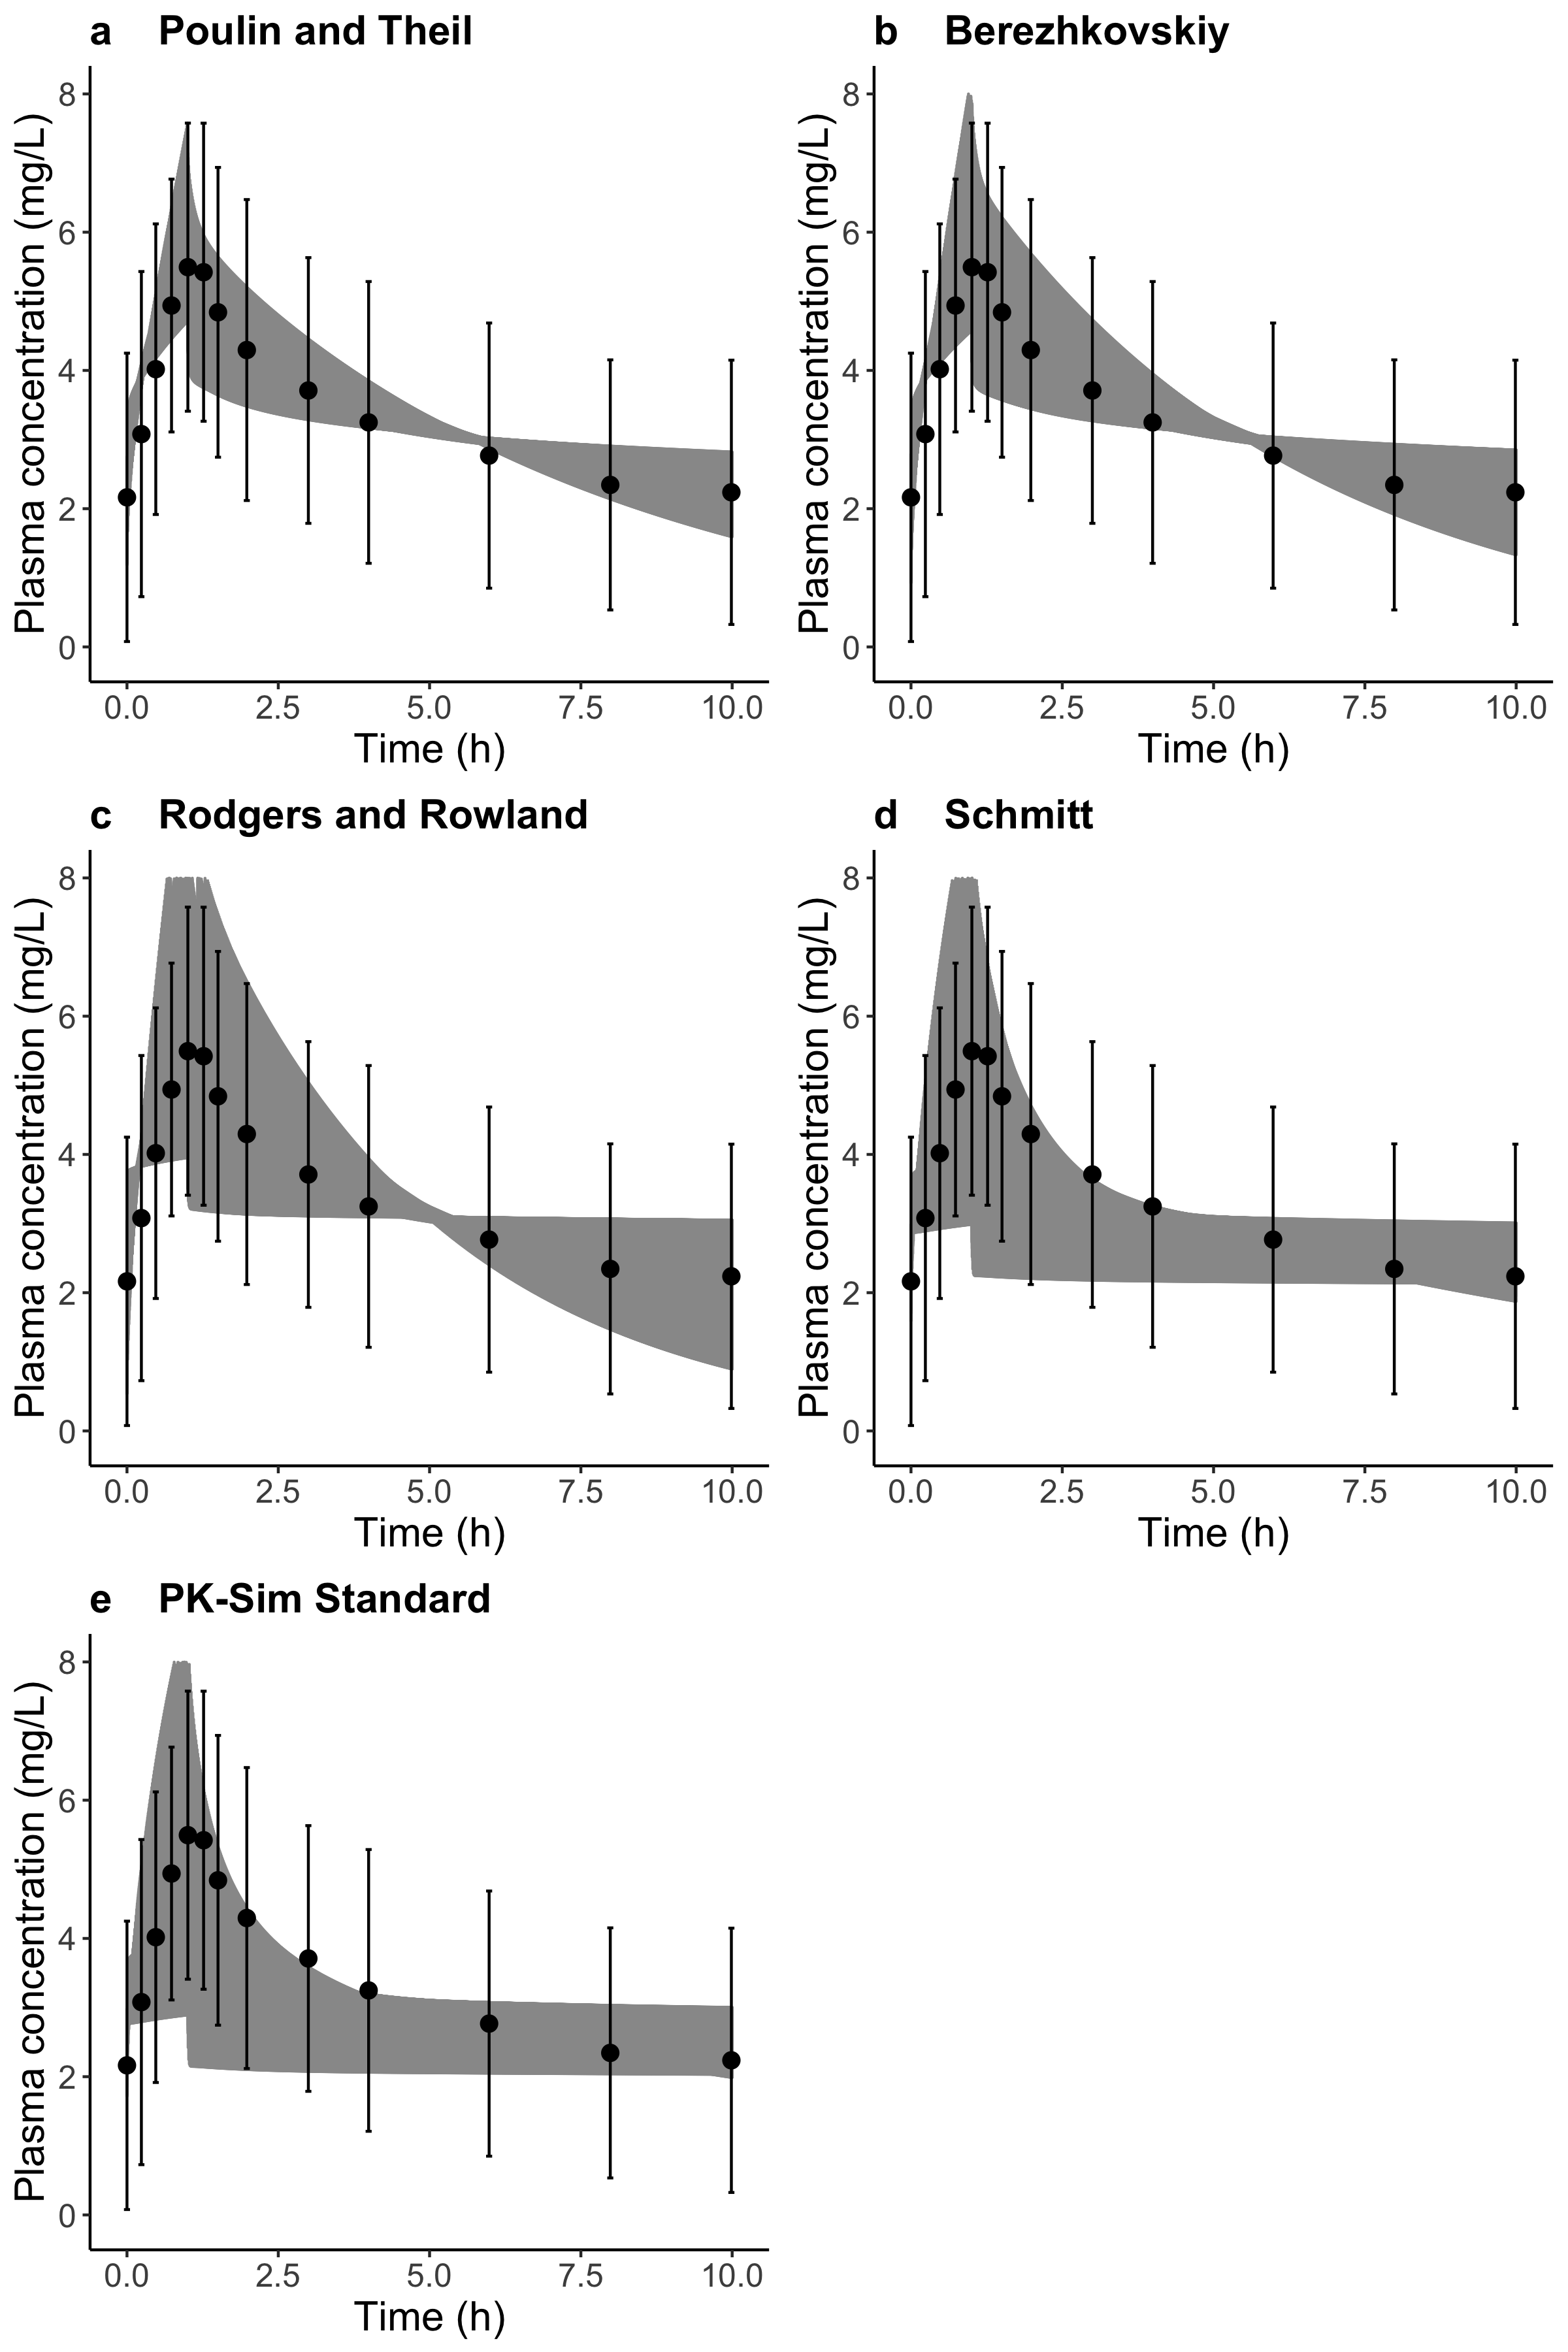 a Poulin and Theil
Plasma concentration (mg/L)
8
6
4
2
0
0.0 2.5 5.0 7.5 10.0
Time (h)
b Berezhkovskiy
Plasma concentration (mg/L)
8
6
4
2
0
0.0 2.5 5.0 7.5 10.0
Time (h)
c Rodgers and Rowland
Plasma concentration (mg/L)
8
6
4
2
0
0.0 2.5 5.0 7.5 10.0
Time (h)
d Schmitt
Plasma concentration (mg/L)
8
6
4
2
0
0.0 2.5 5.0 7.5 10.0
Time (h)
e PK-Sim Standard
Plasma concentration (mg/L)
8
6
4
2
0
0.0 2.5 5.0 7.5 10.0
Time (h)